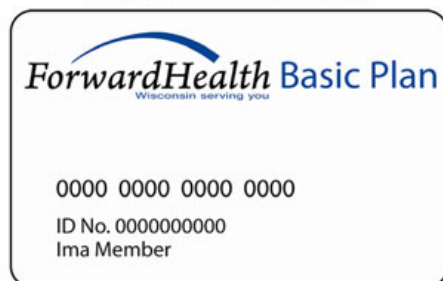 ForwardHealth Basic Plan
Wisconsin serving you
0000 0000 0000 0000
ID No. 0000000000
Ima Member